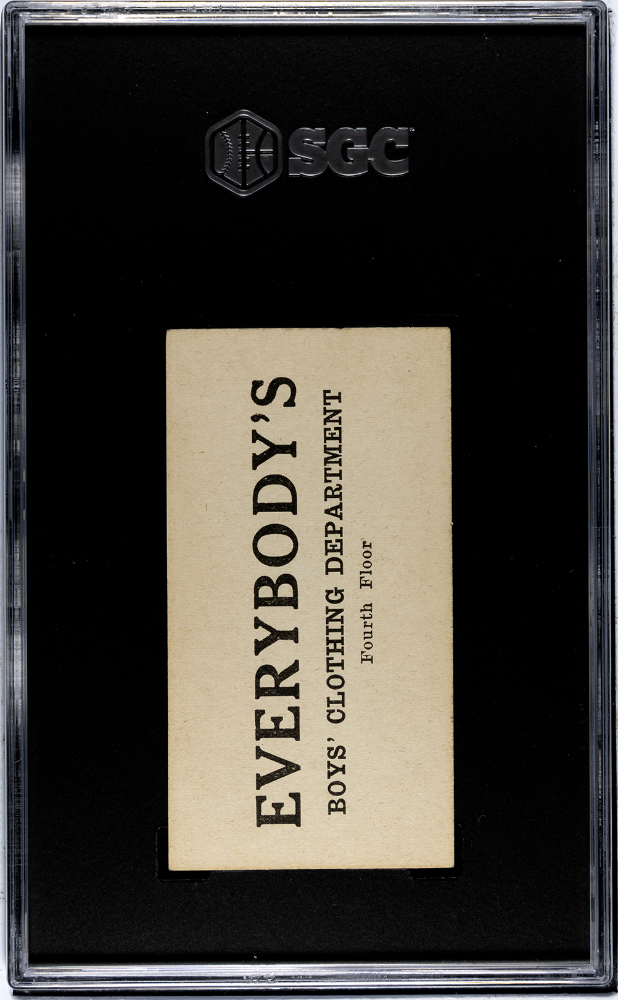 SGC
EVERYBODY'S
BOYS' CLOTHING DEPARTMENT
Fourth Floor